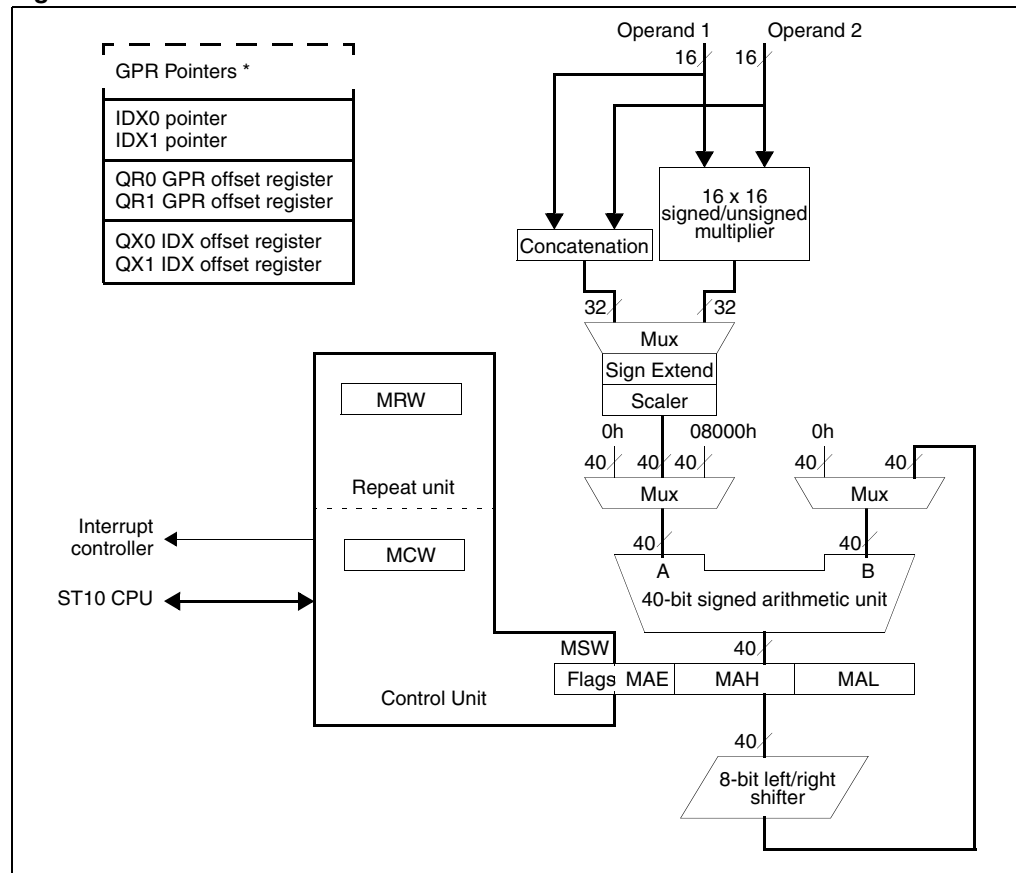 GPR Pointers *
IDX0 pointer
IDX1 pointer
QR0 GPR offset register
QR1 GPR offset register
QX0 IDX offset register
QX1 IDX offset register
Operand 1
Operand 2
16
16
16 x 16
signed/unsigned
multiplier
Concatenation
32
32
Mux
Sign Extend
Scaler
0h
08000h
0h
40
40
40
40
40
Mux
Mux
40
40
A
B
40-bit signed arithmetic unit
MRW
Repeat unit
MCW
Interrupt
controller
ST10 CPU
Control Unit
MSW
40
Flags
MAE
MAH
MAL
40
8-bit left/right
shifter